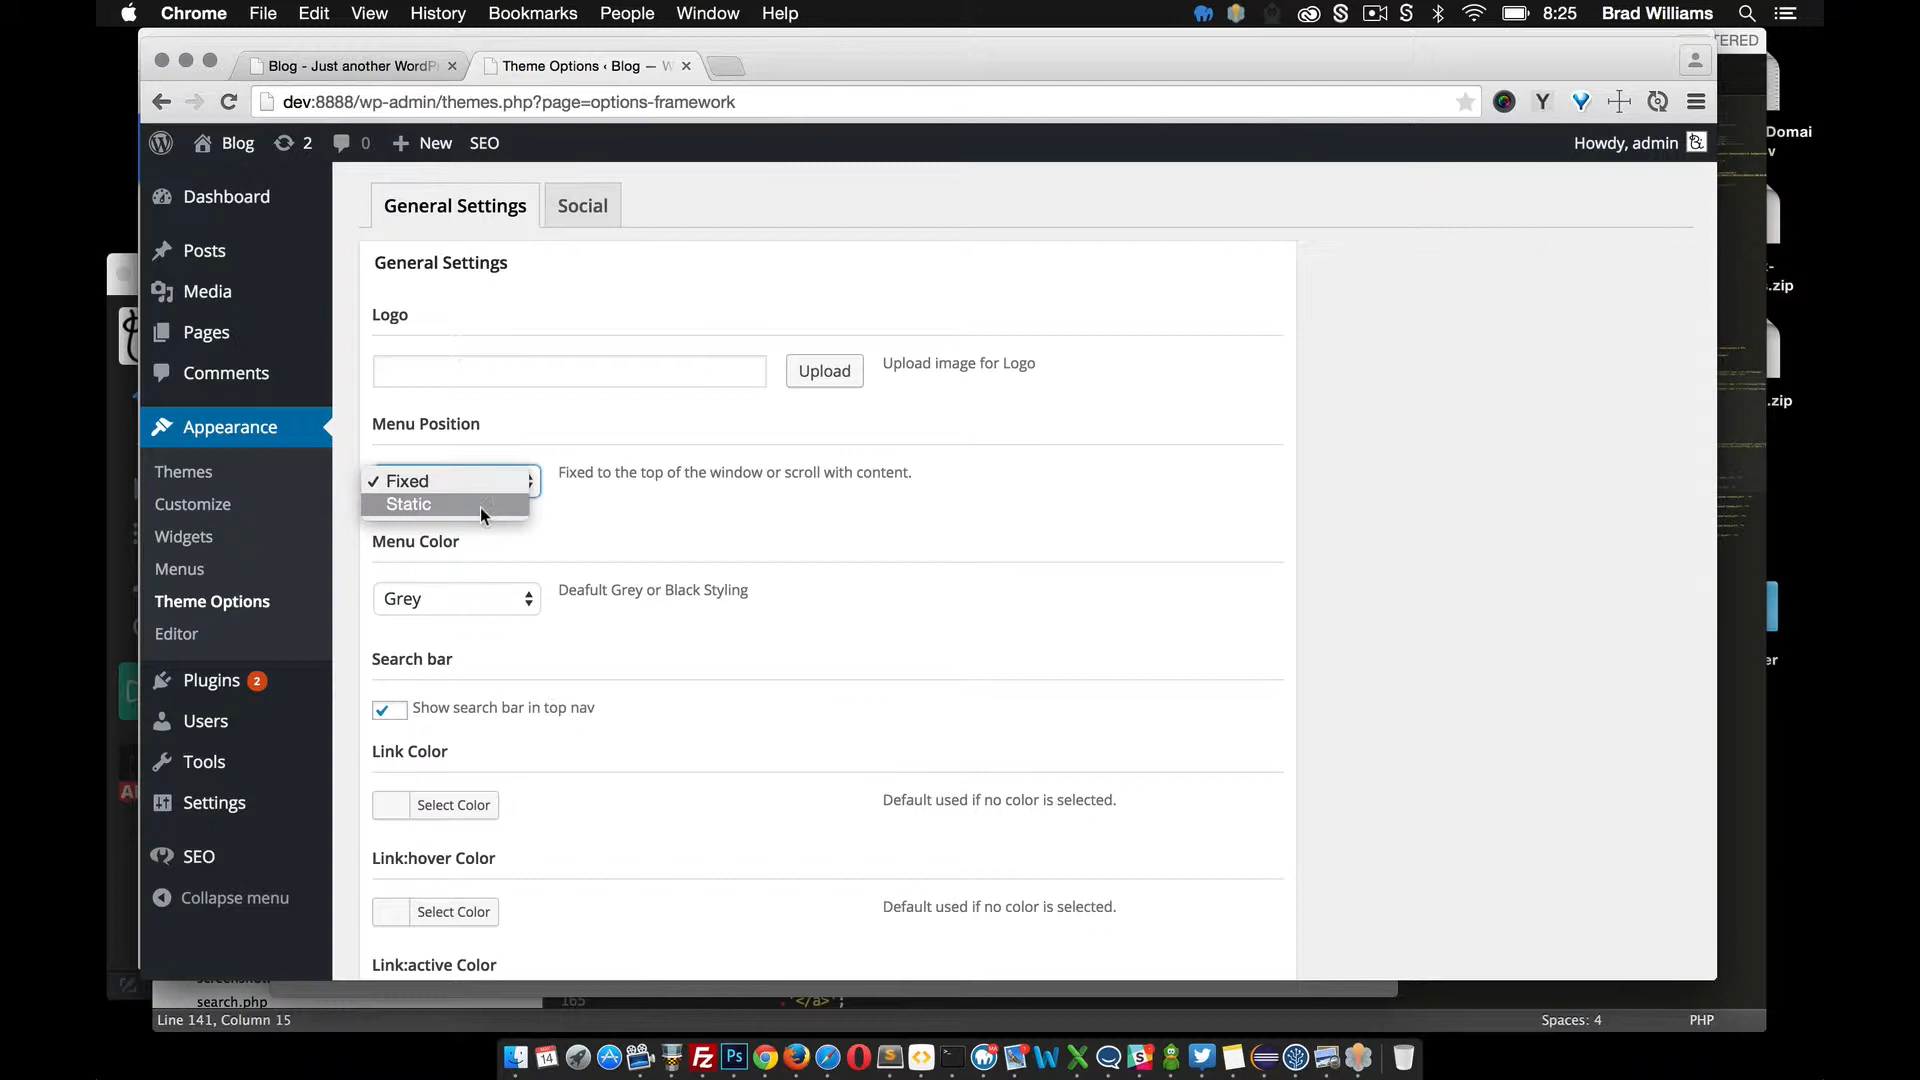 Chrome File Edit View History Bookmarks People Window Help 8:25 Brad Williams
TERED
Blog - Just another WordPr
Theme Options ‹ Blog — W
dev:8888/wp-admin/themes.php?page=options-framework
Domai
v
Blog 2 0 New SEO Howdy, admin
Dashboard
Posts
Media
Pages
Comments
Appearance
Themes
Customize
Widgets
Menus
Theme Options
Editor
Plugins 2
Users
Tools
Settings
SEO
Collapse menu
General Settings Social
General Settings
Logo
Upload
Upload image for Logo
Menu Position
Fixed
Static
Fixed to the top of the window or scroll with content.
Menu Color
Grey
Deafult Grey or Black Styling
Search bar
Show search bar in top nav
Link Color
Select Color
Default used if no color is selected.
Link:hover Color
Select Color
Default used if no color is selected.
Link:active Color
.zip
.zip
er
search.php
165 .'</a>';
Line 141, Column 15 Spaces: 4 PHP